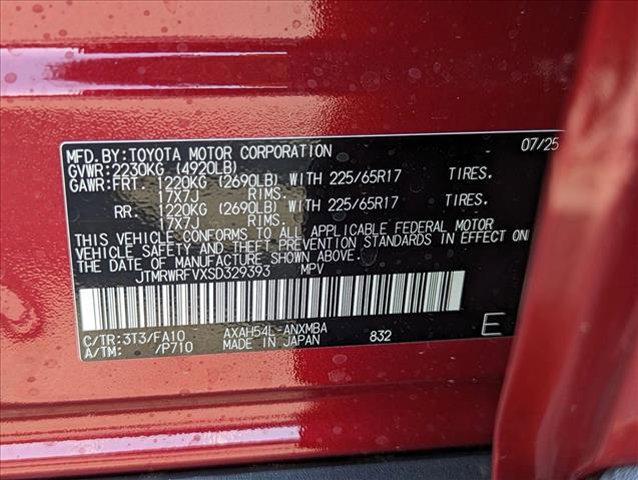 MFD.BY:TOYOTA MOTOR CORPORATION 07/25
GVWR:2230KG (4920LB)
GAWR:FRT. 1220KG (2690LB) WITH 225/65R17 TIRES.
17X7J RIMS.
RR. 1220KG (2690LB) WITH 225/65R17 TIRES.
17X7J RIMS.
THIS VEHICLE CONFORMS TO ALL APPLICABLE FEDERAL MOTOR
VEHICLE SAFETY AND THEFT PREVENTION STANDARDS IN EFFECT ON
THE DATE OF MANUFACTURE SHOWN ABOVE.
JTMRWRFVXSD329393 MPV
C/TR:3T3/FA10 AXAH54L-ANXMBA
A/TM: /P710 MADE IN JAPAN 832 E